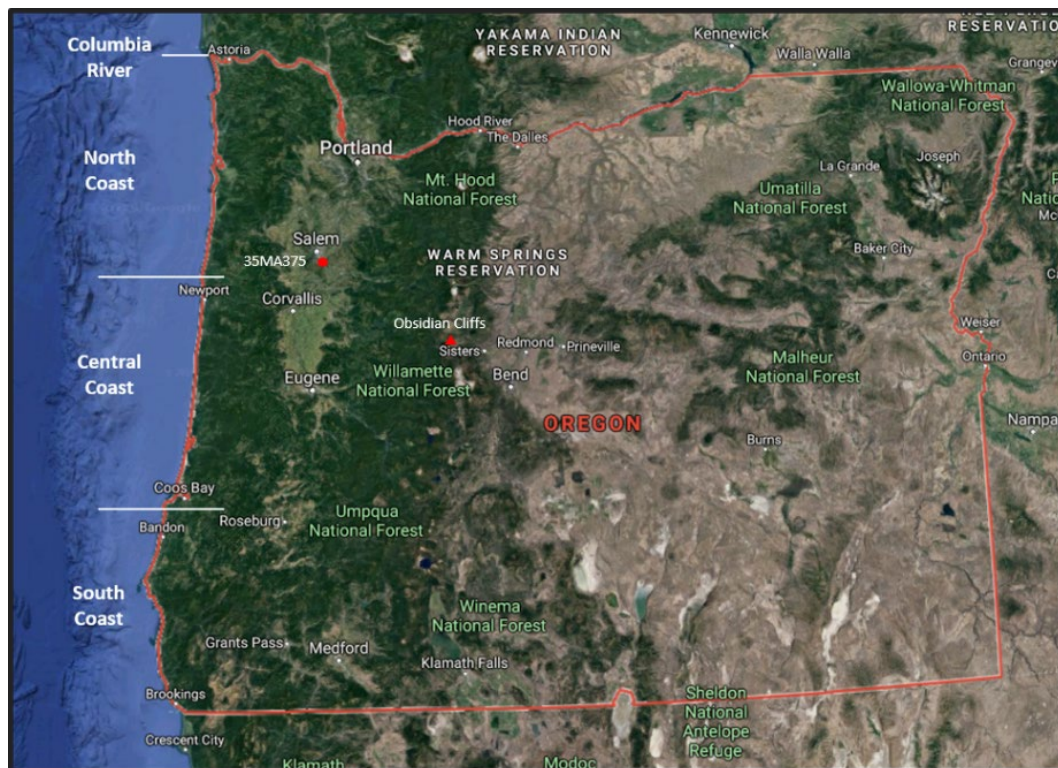 Columbia
River
Astoria
YAKAMA INDIAN
RESERVATION
Kennewick
Walla Walla
RESERVATION
Grangev
Wallowa-Whitman
National Forest
Hood River
The Dalles
North
Coast
Portland
Mt. Hood
National Forest
La Grande
Joseph
Umatilla
National Forest
Salem
35MA375
WARM SPRINGS
RESERVATION
Baker City
Newport
Corvallis
Obsidian Cliffs
Sisters
Redmond
Prineville
Weiser
Central
Coast
Eugene
Willamette
National Forest
Bend
Malheur
National Forest
Ontario
OREGON
Nampa
Burns
Coos Bay
Bandon
Roseburg
Umpqua
National Forest
South
Coast
Winema
National Forest
Grants Pass
Medford
Klamath Falls
Brookings
Sheldon
National
Antelope
Refuge
Crescent City
Klamath
Modoc